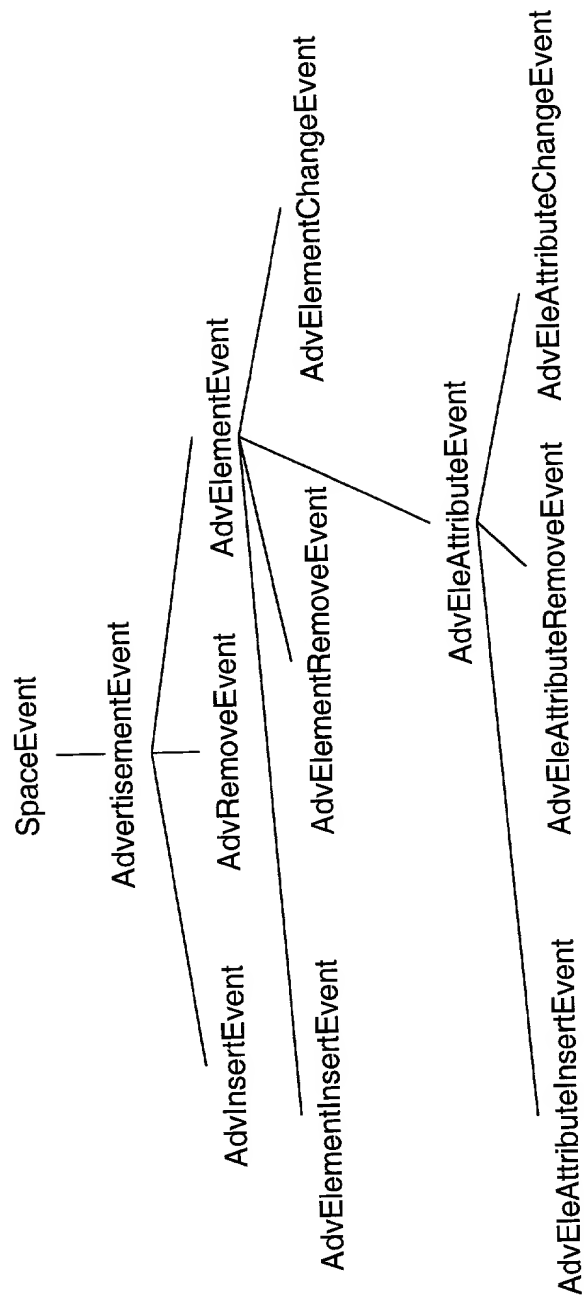 SpaceEvent
AdvertisementEvent
AdvInsertEvent
AdvRemoveEvent
AdvElementEvent
AdvElementInsertEvent
AdvElementRemoveEvent
AdvElementChangeEvent
AdvEleAttributeEvent
AdvEleAttributeInsertEvent
AdvEleAttributeRemoveEvent
AdvEleAttributeChangeEvent